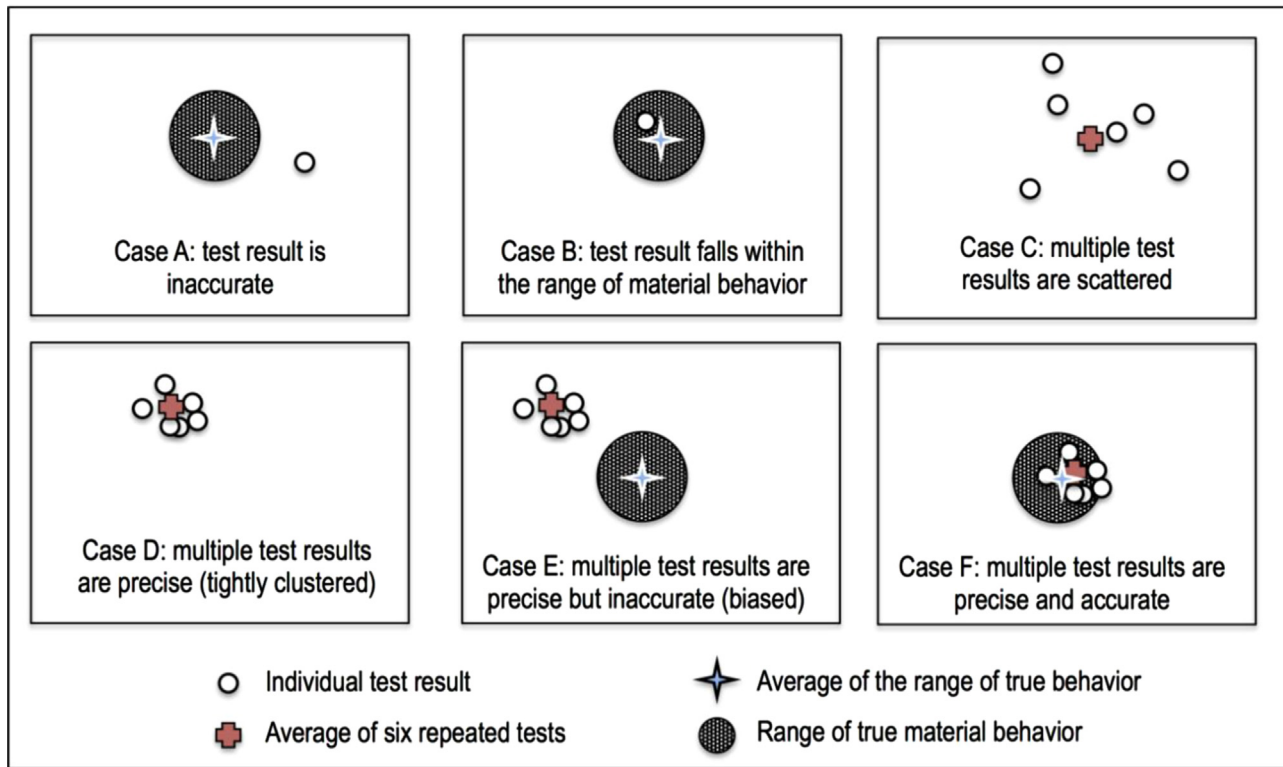 Case A: test result is
inaccurate
Case B: test result falls within
the range of material behavior
Case C: multiple test
results are scattered
Case D: multiple test results
are precise (tightly clustered)
Case E: multiple test results are
precise but inaccurate (biased)
Case F: multiple test results are
precise and accurate
Individual test result
Average of the range of true behavior
Average of six repeated tests
Range of true material behavior